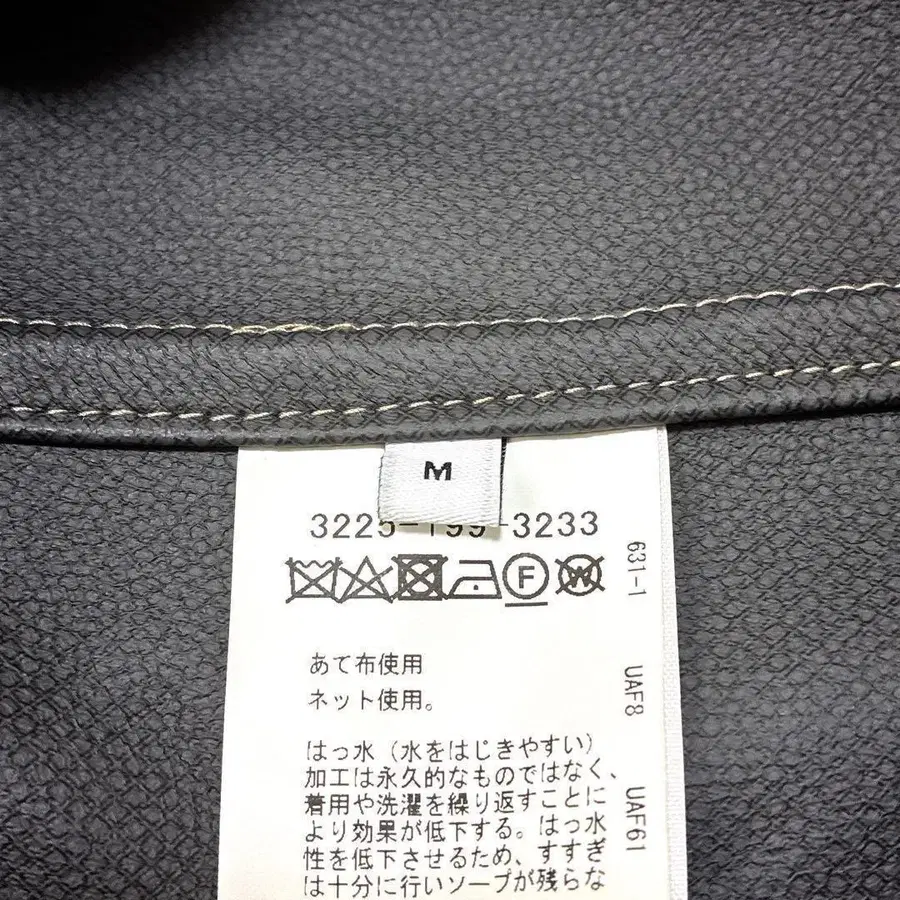 M
3225-199-3233
F
W
あて布使用
ネット使用。
はっ水（水をはじきやすい）
加工は永久的なものではなく、
着用や洗濯を繰り返すことに
より効果が低下する。はっ水
性を低下させるため、すすぎ
は十分に行いソープが残らな
631-1
UAF8
UAF61